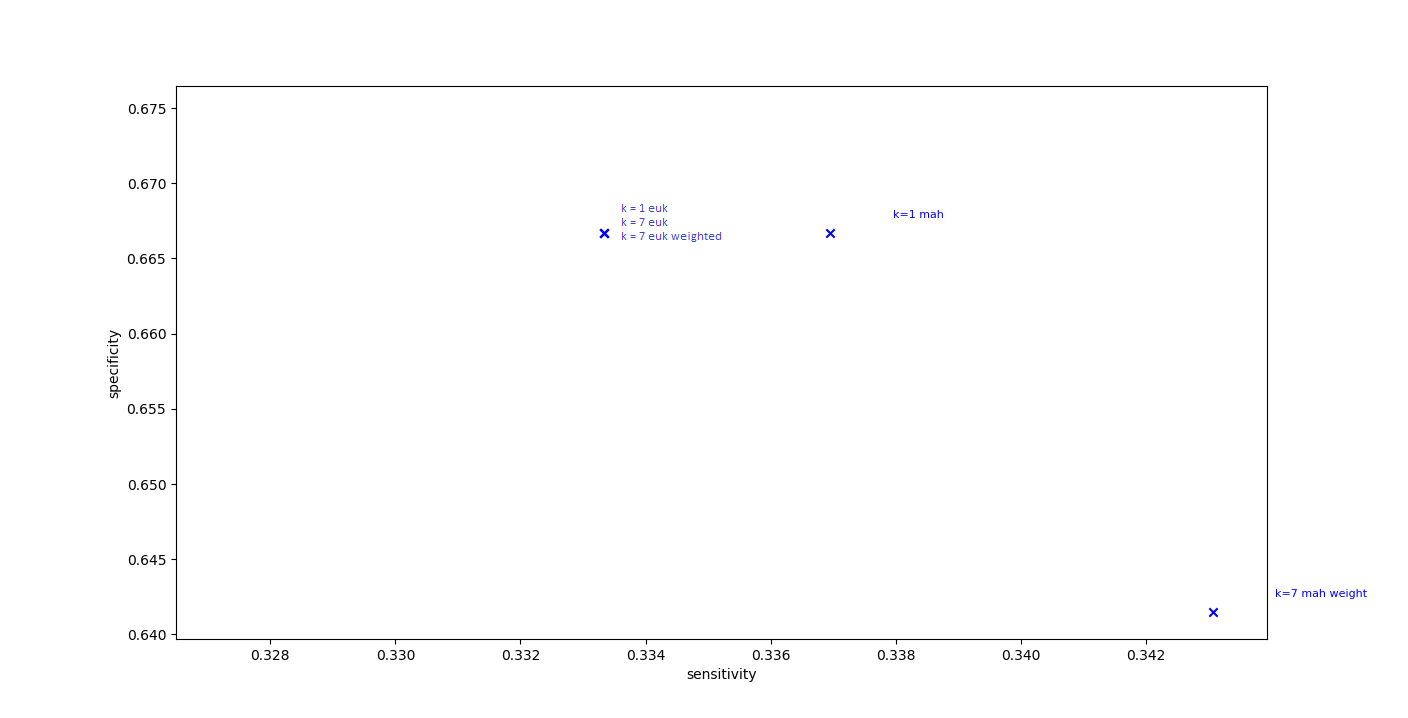 0.675
0.670
0.665
0.660
0.655
0.650
0.645
0.640
specificity
k = 1 euk
k = 7 euk
k = 7 euk weighted
k=1 mah
k=7 mah weight
0.328 0.330 0.332 0.334 0.336 0.338 0.340 0.342
sensitivity